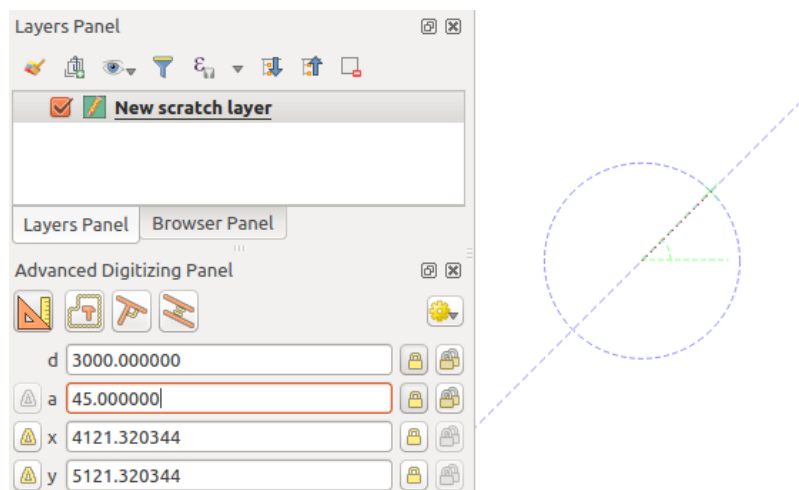 Layers Panel
New scratch layer
Layers Panel
Browser Panel
Advanced Digitizing Panel
d 3000.000000
a 45.000000
x 4121.320344
y 5121.320344